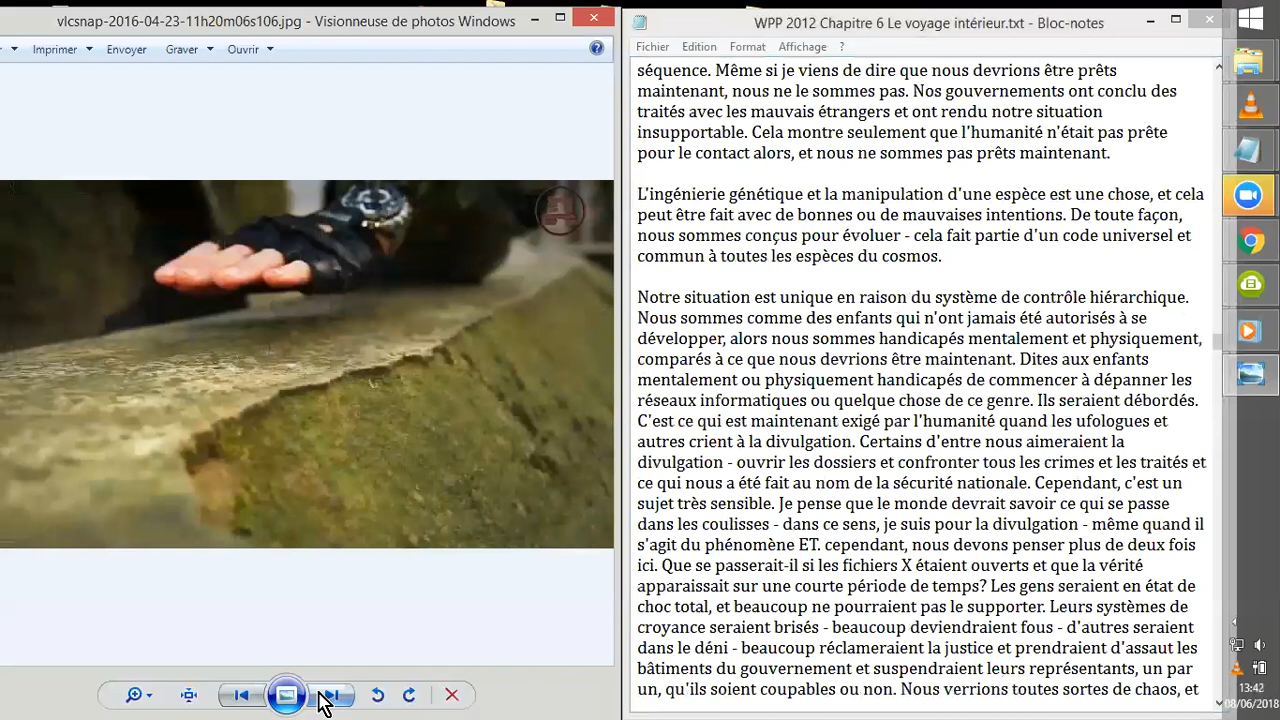 vlcsnap-2016-04-23-11h20m06s106.jpg - Visionneuse de photos Windows
Imprimer
Envoyer
Graver
Ouvrir
WPP 2012 Chapitre 6 Le voyage intérieur.txt - Bloc-notes
Fichier Edition Format Affichage ?
séquence. Même si je viens de dire que nous devrions être prêts
maintenant, nous ne le sommes pas. Nos gouvernements ont conclu des
traités avec les mauvais étrangers et ont rendu notre situation
insupportable. Cela montre seulement que l'humanité n'était pas prête
pour le contact alors, et nous ne sommes pas prêts maintenant.
L'ingénierie génétique et la manipulation d'une espèce est une chose, et cela
peut être fait avec de bonnes ou de mauvaises intentions. De toute façon,
nous sommes conçus pour évoluer - cela fait partie d'un code universel et
commun à toutes les espèces du cosmos.
Notre situation est unique en raison du système de contrôle hiérarchique.
Nous sommes comme des enfants qui n'ont jamais été autorisés à se
développer, alors nous sommes handicapés mentalement et physiquement,
comparés à ce que nous devrions être maintenant. Dites aux enfants
mentalement ou physiquement handicapés de commencer à dépanner les
réseaux informatiques ou quelque chose de ce genre. Ils seraient débordés.
C'est ce qui est maintenant exigé par l'humanité quand les ufologues et
autres crient à la divulgation. Certains d'entre nous aimeraient la
divulgation - ouvrir les dossiers et confronter tous les crimes et les traités et
ce qui nous a été fait au nom de la sécurité nationale. Cependant, c'est un
sujet très sensible. Je pense que le monde devrait savoir ce qui se passe
dans les coulisses - dans ce sens, je suis pour la divulgation - même quand il
s'agit du phénomène ET. cependant, nous devons penser plus de deux fois
ici. Que se passerait-il si les fichiers X étaient ouverts et que la vérité
apparaissait sur une courte période de temps? Les gens seraient en état de
choc total, et beaucoup ne pourraient pas le supporter. Leurs systèmes de
croyance seraient brisés - beaucoup deviendraient fous - d'autres seraient
dans le déni - beaucoup réclameraient la justice et prendraient d'assaut les
bâtiments du gouvernement et suspendraient leurs représentants, un par
un, qu'ils soient coupables ou non. Nous verrions toutes sortes de chaos, et
13:42
08/06/2018